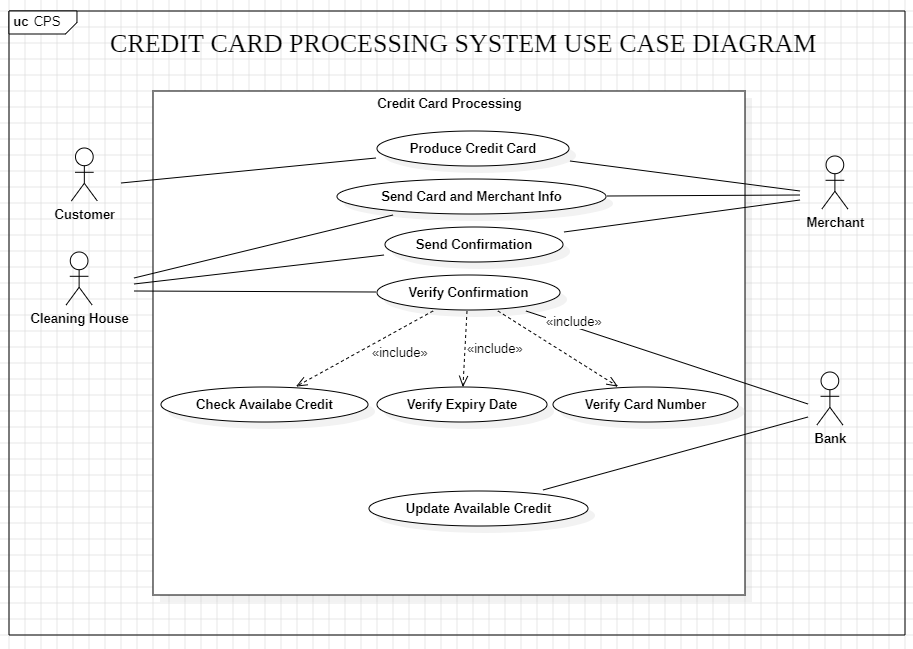 uc CPS
CREDIT CARD PROCESSING SYSTEM USE CASE DIAGRAM
Credit Card Processing
Produce Credit Card
Send Card and Merchant Info
Customer
Merchant
Send Confirmation
Verify Confirmation
Cleaning House
«include»
«include»
«include»
Check Availabe Credit
Verify Expiry Date
Verify Card Number
Bank
Update Available Credit